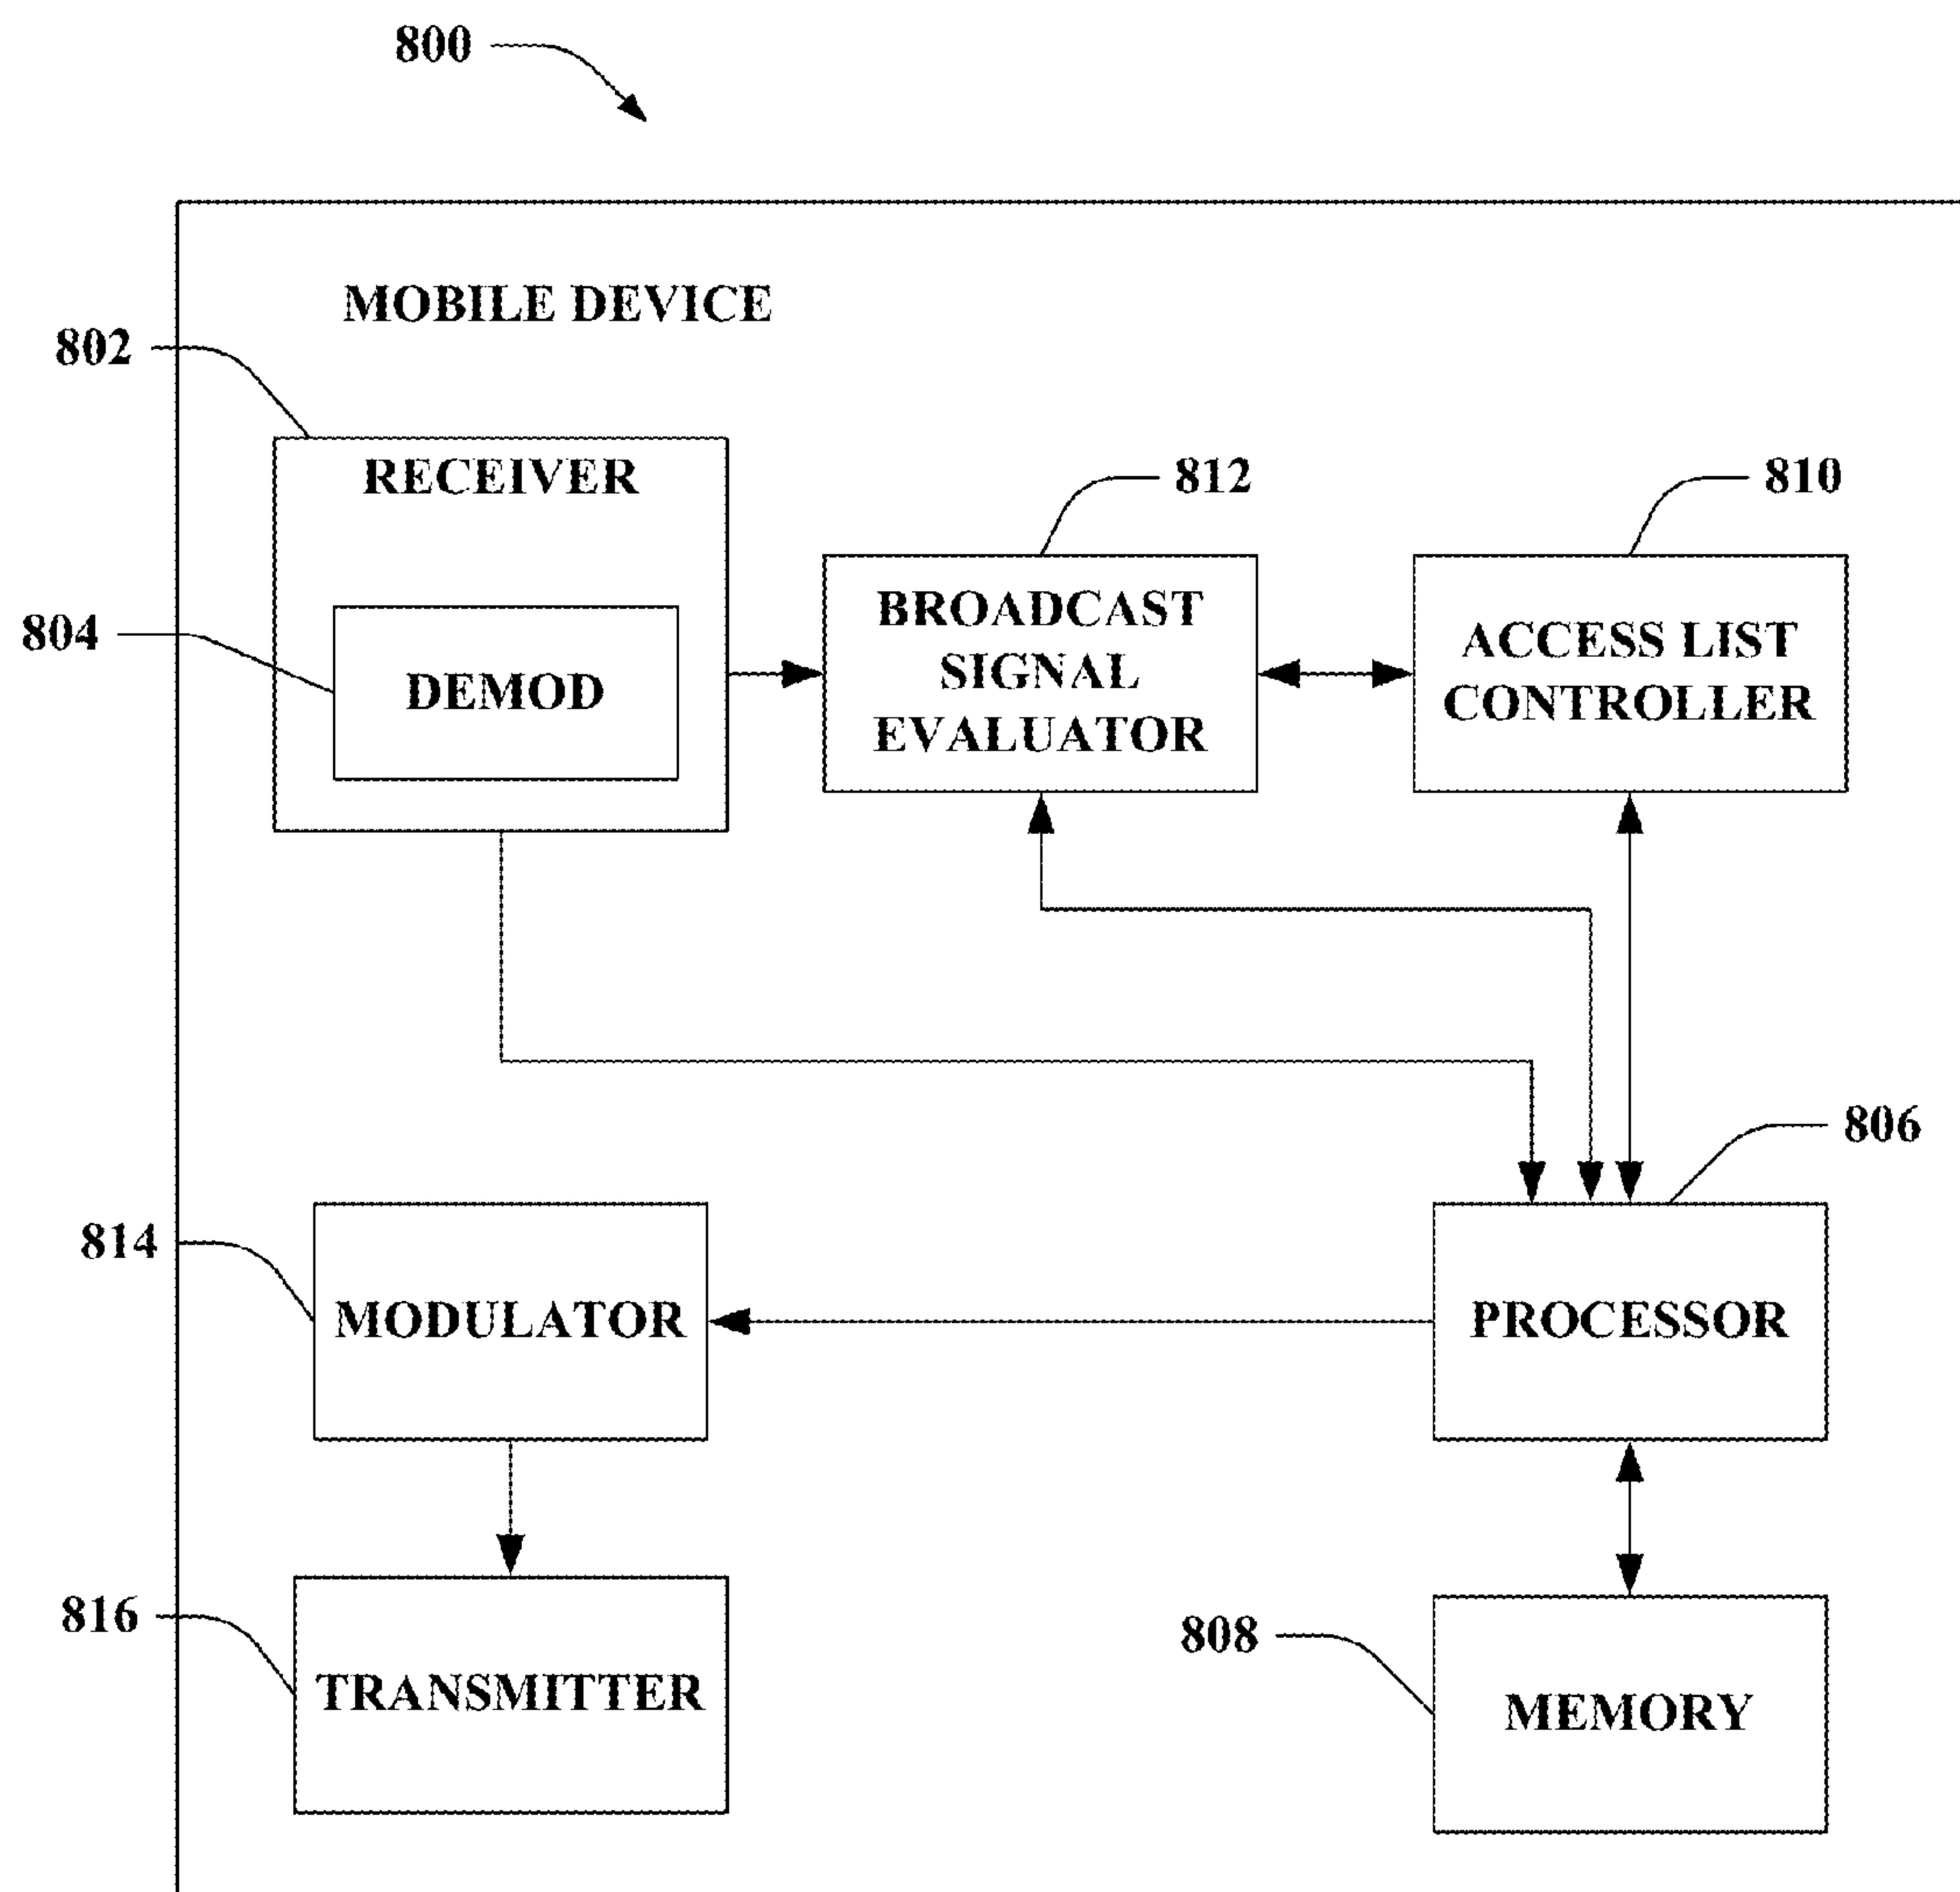 800
MOBILE DEVICE
802
RECEIVER
812
810
804
DEMOD
BROADCAST
SIGNAL
EVALUATOR
ACCESS LIST
CONTROLLER
806
814
MODULATOR
PROCESSOR
816
TRANSMITTER
808
MEMORY